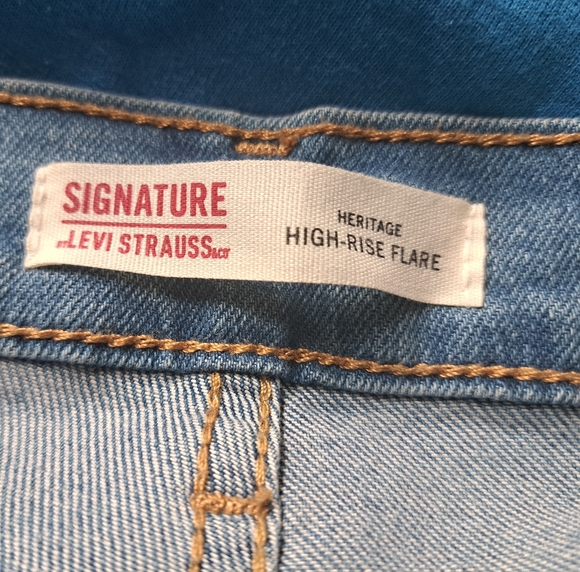 SIGNATURE
BY LEVI STRAUSS & CO
HERITAGE
HIGH-RISE FLARE